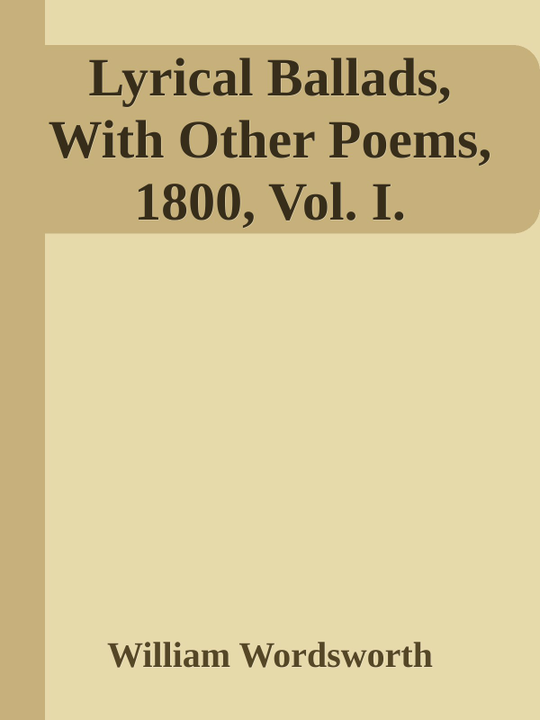 Lyrical Ballads,
With Other Poems,
1800, Vol. I.
William Wordsworth